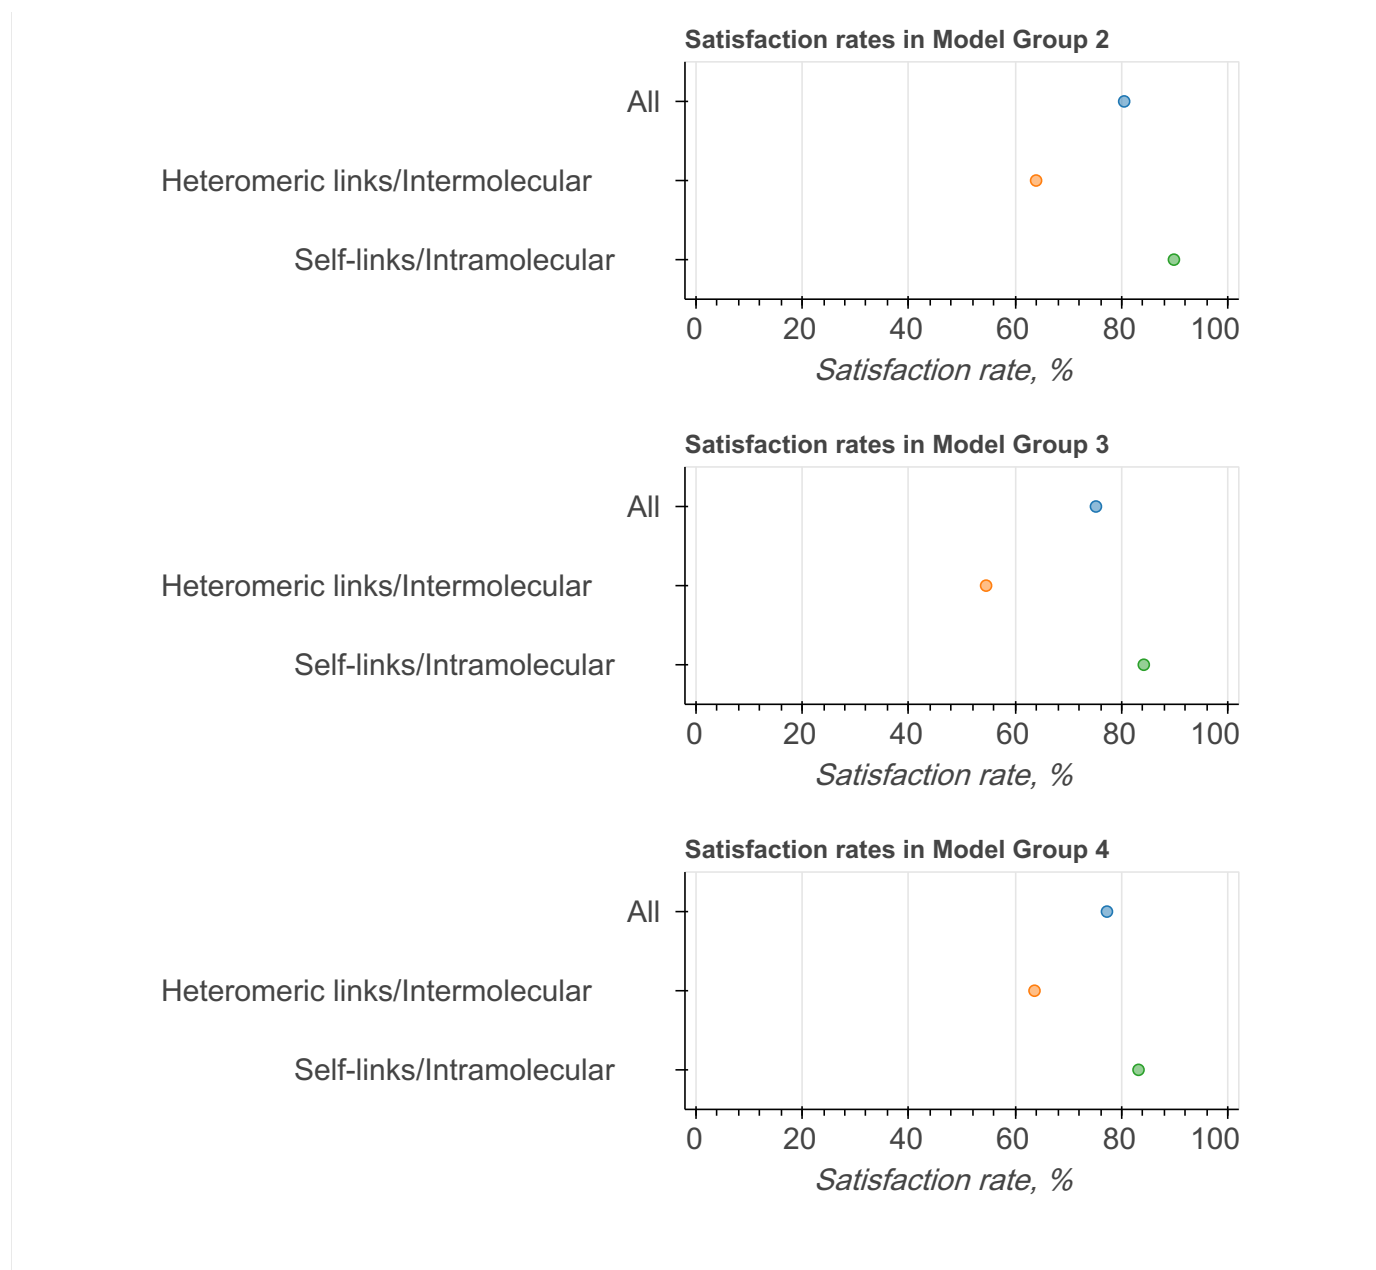 Satisfaction rates in Model Group 2
All
Heteromeric links/Intermolecular
Self-links/Intramolecular
0 20 40 60 80 100
Satisfaction rate, %
Satisfaction rates in Model Group 3
All
Heteromeric links/Intermolecular
Self-links/Intramolecular
0 20 40 60 80 100
Satisfaction rate, %
Satisfaction rates in Model Group 4
All
Heteromeric links/Intermolecular
Self-links/Intramolecular
0 20 40 60 80 100
Satisfaction rate, %